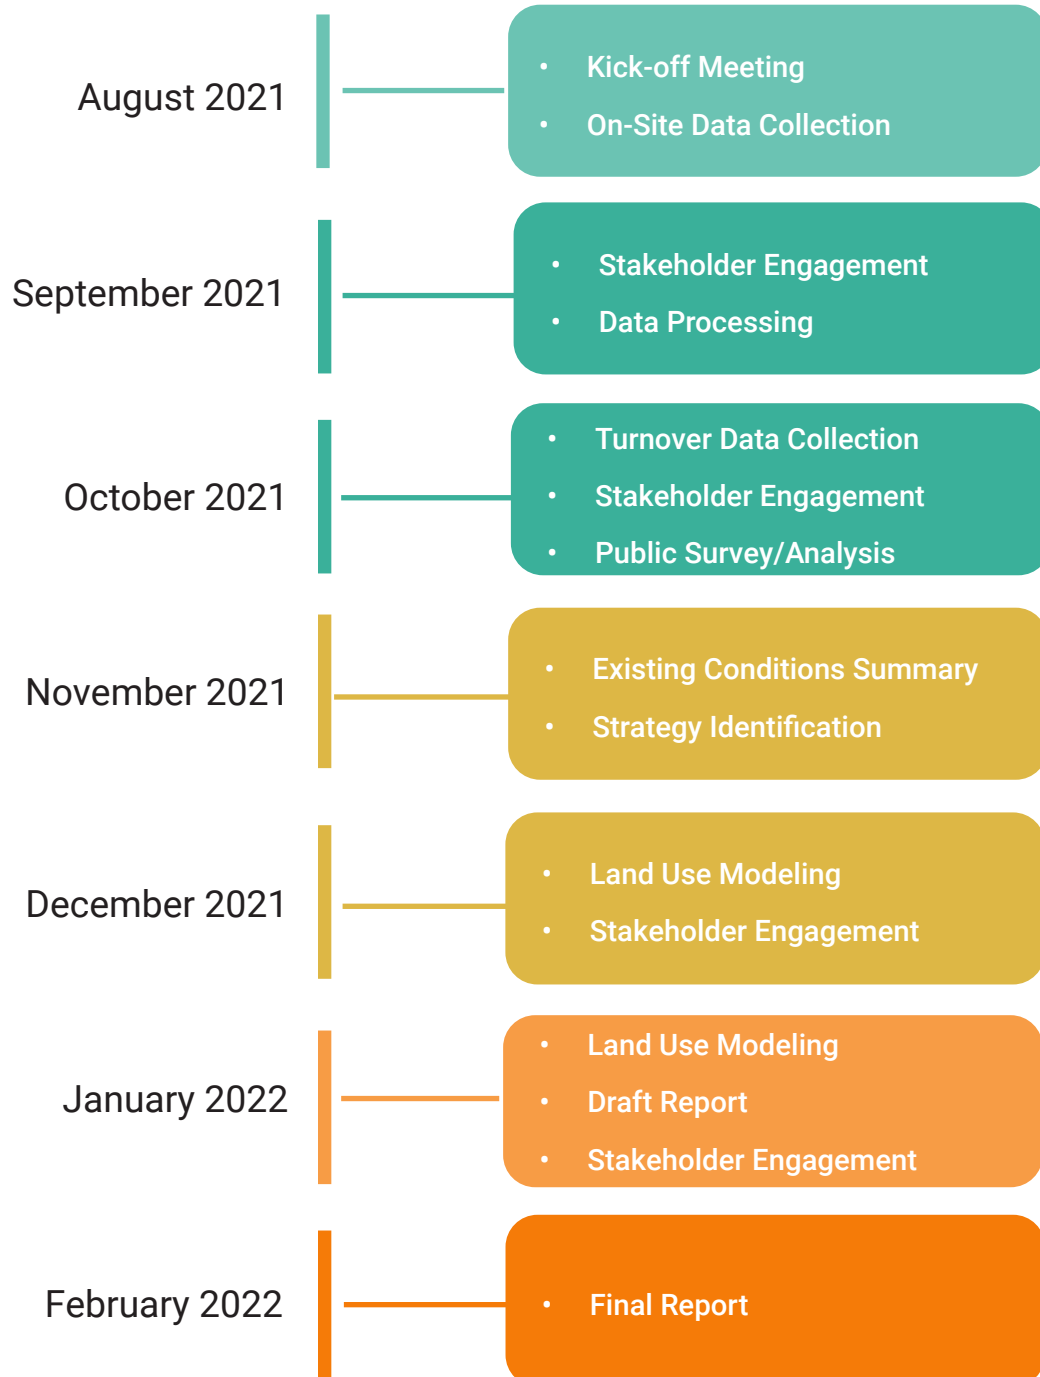 August 2021
• Kick-off Meeting
• On-Site Data Collection
September 2021
• Stakeholder Engagement
• Data Processing
October 2021
• Turnover Data Collection
• Stakeholder Engagement
• Public Survey/Analysis
November 2021
• Existing Conditions Summary
• Strategy Identification
December 2021
• Land Use Modeling
• Stakeholder Engagement
January 2022
• Land Use Modeling
• Draft Report
• Stakeholder Engagement
February 2022
• Final Report